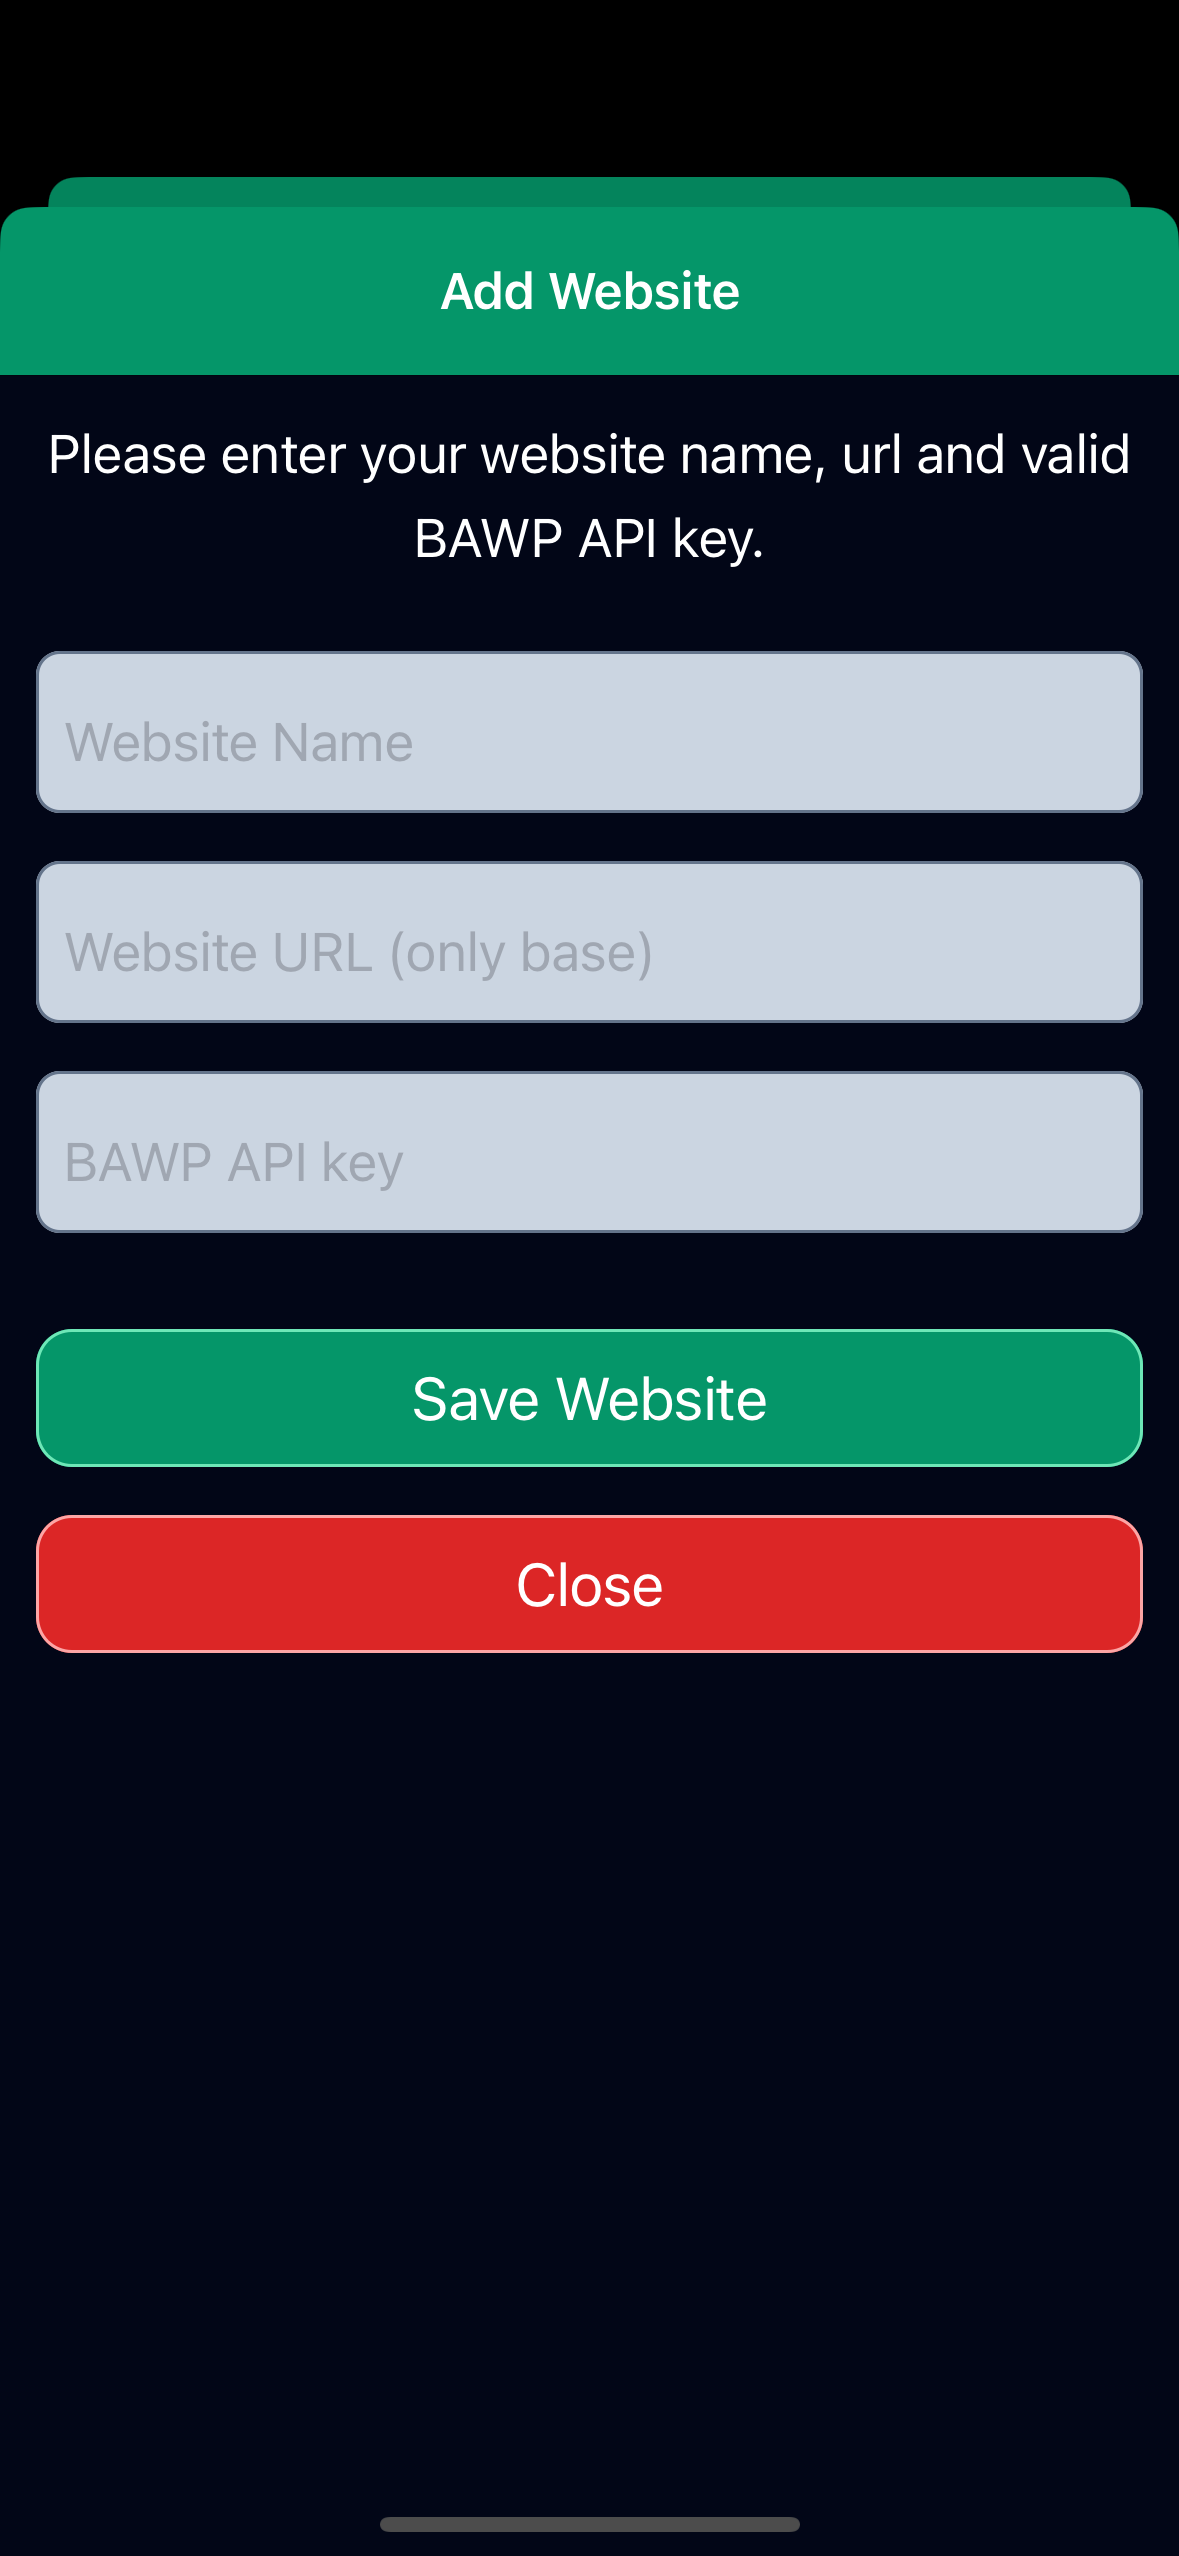 Add Website
Please enter your website name, url and valid
BAWP API key.
Website Name
Website URL (only base)
BAWP API key
Save Website
Close